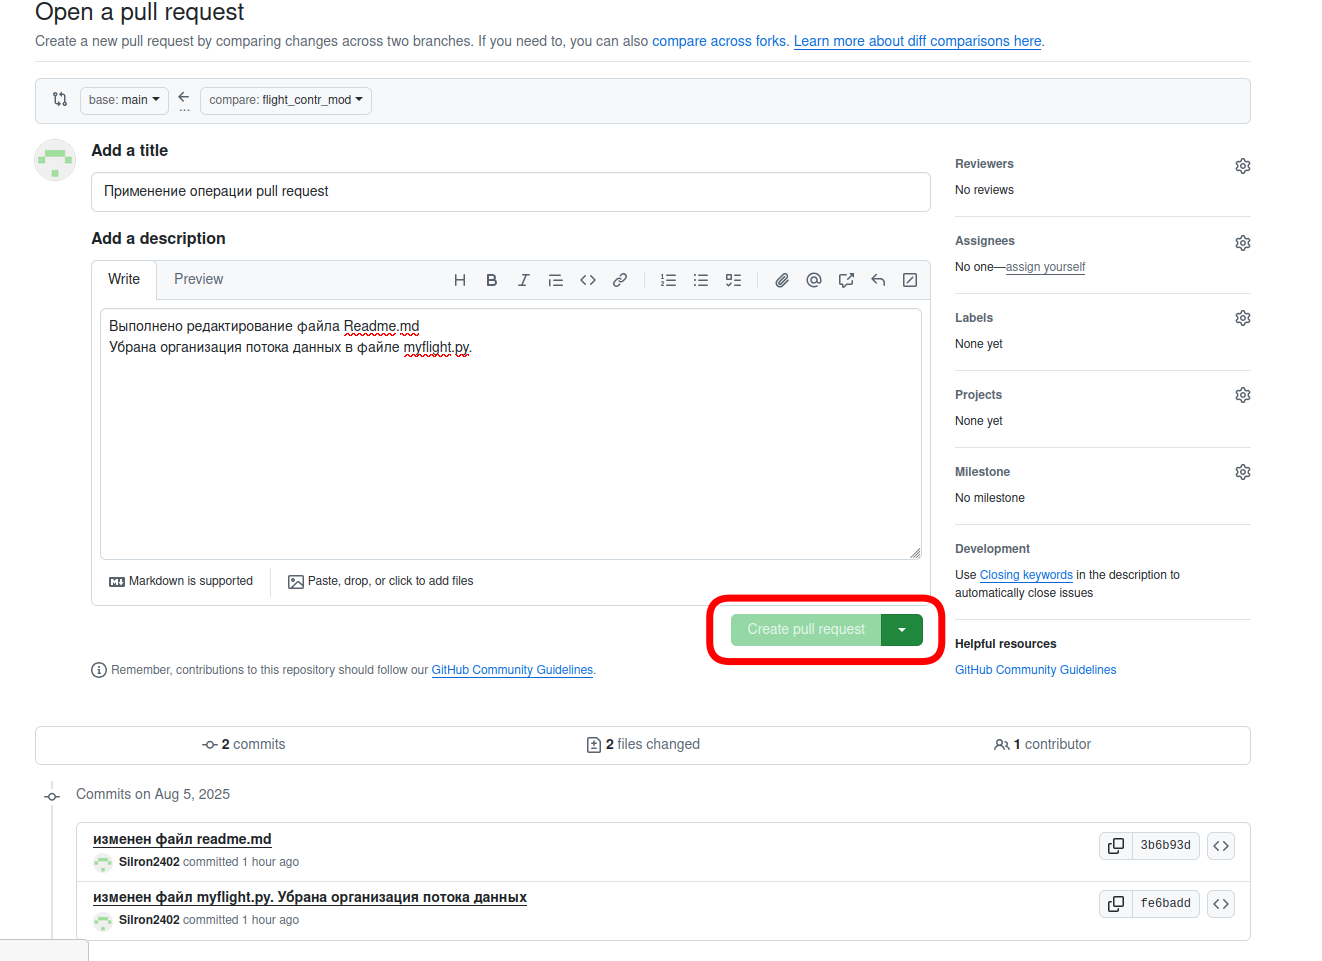 Open a pull request
Create a new pull request by comparing changes across two branches. If you need to, you can also compare across forks. Learn more about diff comparisons here.
base: main
...
compare: flight_contr_mod
Add a title
Применение операции pull request
Add a description
Write
Preview
Выполнено редактирование файла Readme.md
Убрана организация потока данных в файле myflight.py.
Markdown is supported
Paste, drop, or click to add files
Create pull request
Remember, contributions to this repository should follow our GitHub Community Guidelines.
Reviewers
No reviews
Assignees
No one—assign yourself
Labels
None yet
Projects
None yet
Milestone
No milestone
Development
Use Closing keywords in the description to
automatically close issues
Helpful resources
GitHub Community Guidelines
2 commits
2 files changed
1 contributor
Commits on Aug 5, 2025
изменен файл readme.md
Silron2402 committed 1 hour ago
3b6b93d
изменен файл myflight.py. Убрана организация потока данных
Silron2402 committed 1 hour ago
fe6badd